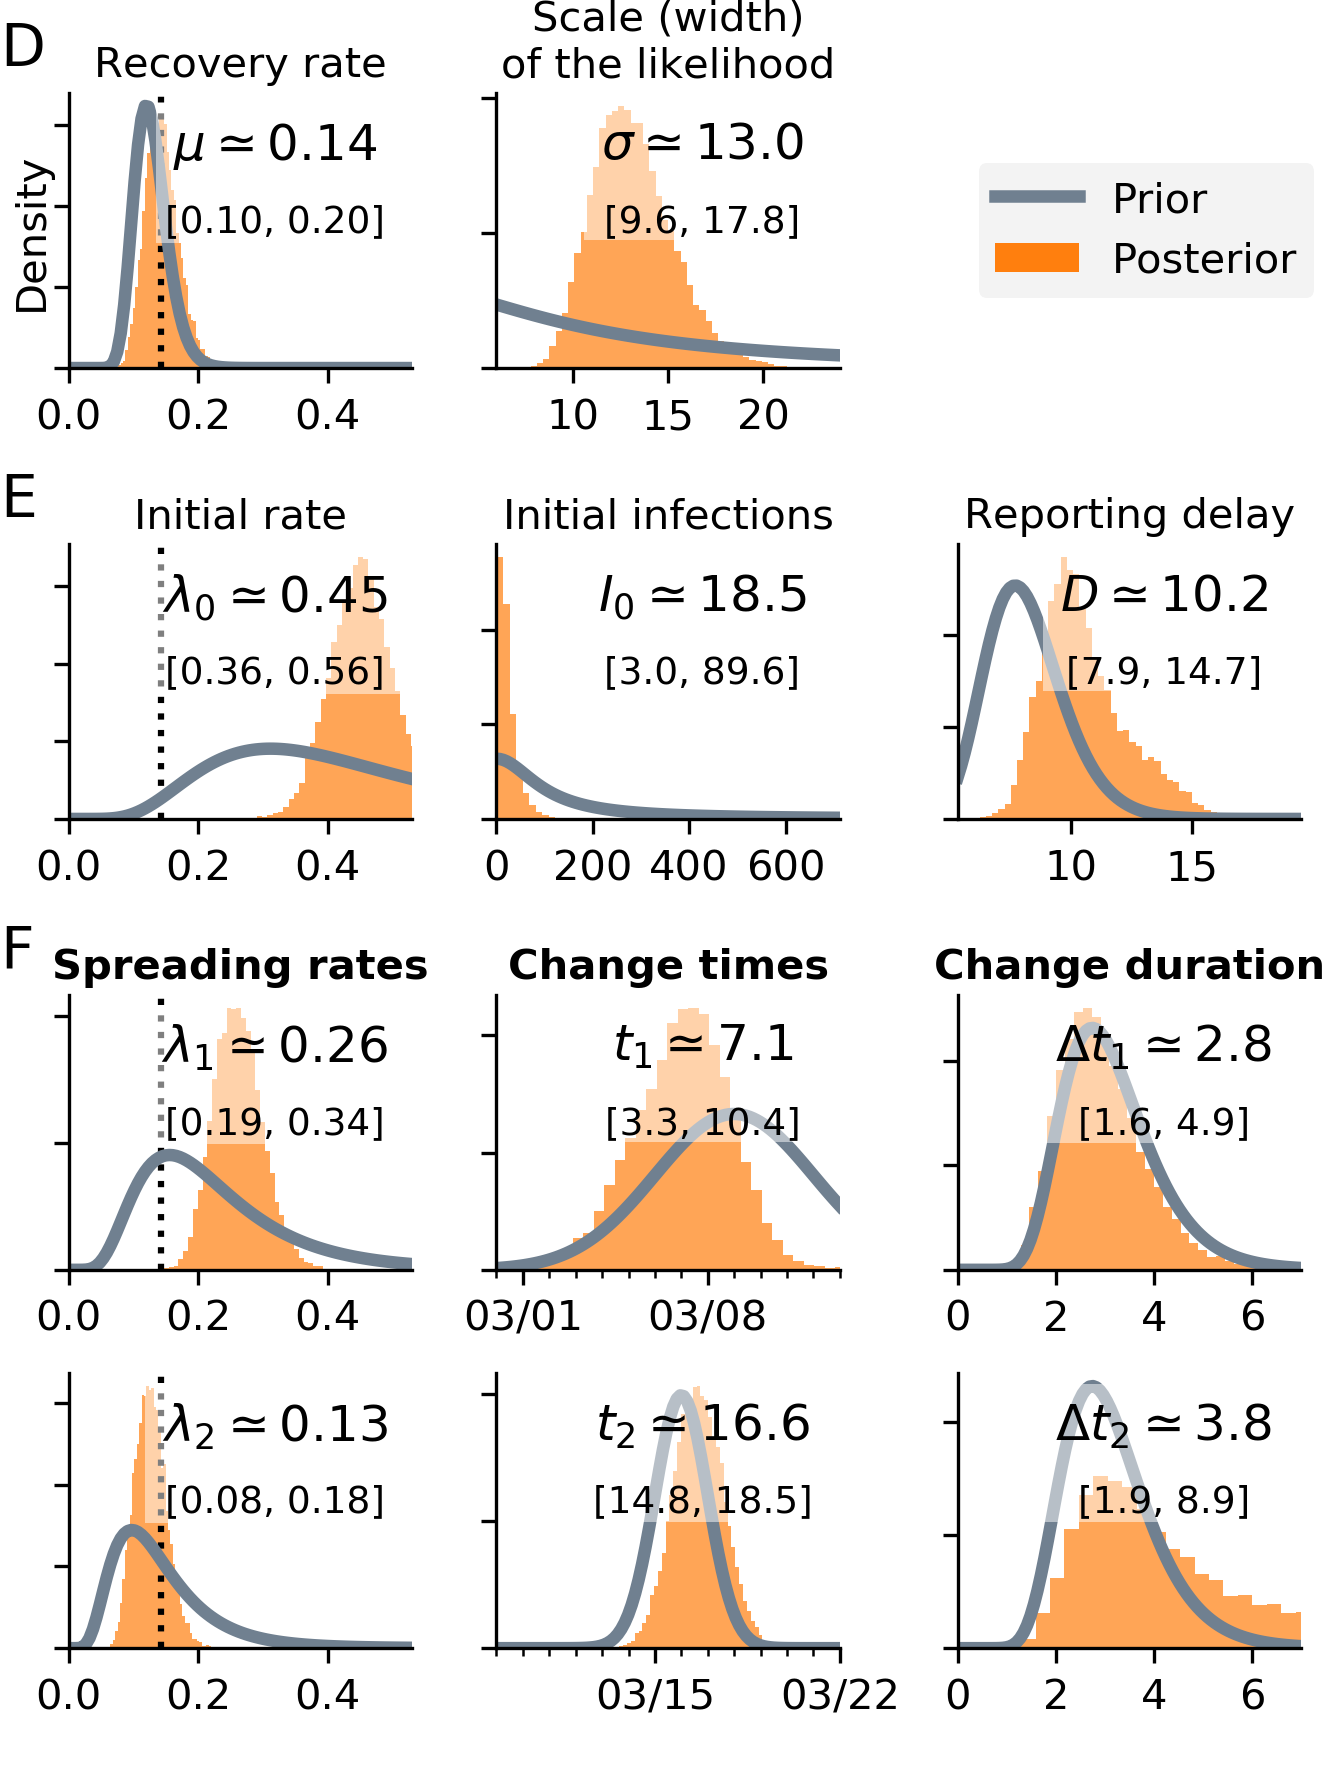 D
Recovery rate
Scale (width)
of the likelihood
Density
μ ≃ 0.14
[0.10, 0.20]
σ ≃ 13.0
[9.6, 17.8]
Prior
Posterior
0.0 0.2 0.4
10 15 20
E
Initial rate
Initial infections
Reporting delay
λ₀ ≃ 0.45
[0.36, 0.56]
I₀ ≃ 18.5
[3.0, 89.6]
D ≃ 10.2
[7.9, 14.7]
0.0 0.2 0.4
0 200 400 600
10 15
F
Spreading rates
Change times
Change duration
λ₁ ≃ 0.26
[0.19, 0.34]
t₁ ≃ 7.1
[3.3, 10.4]
Δt₁ ≃ 2.8
[1.6, 4.9]
0.0 0.2 0.4
03/01 03/08
0 2 4 6
λ₂ ≃ 0.13
[0.08, 0.18]
t₂ ≃ 16.6
[14.8, 18.5]
Δt₂ ≃ 3.8
[1.9, 8.9]
0.0 0.2 0.4
03/15 03/22
0 2 4 6